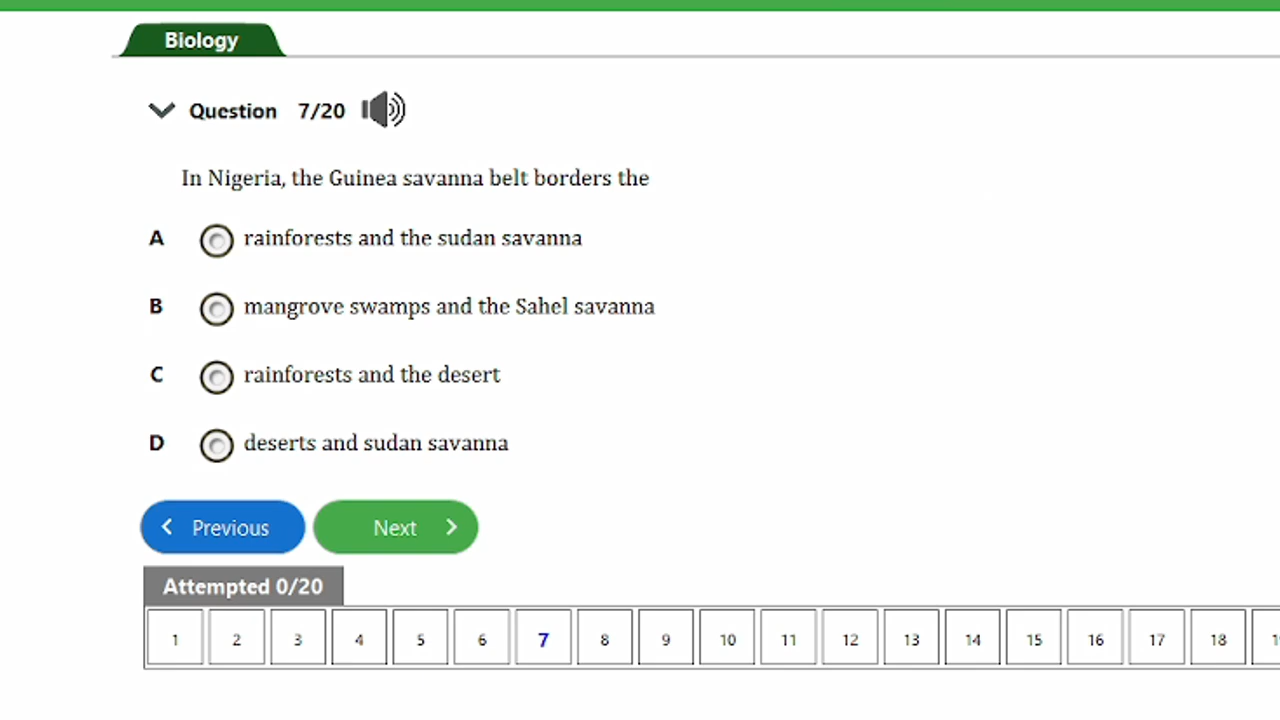 Biology
Question 7/20
In Nigeria, the Guinea savanna belt borders the
A rainforests and the sudan savanna
B mangrove swamps and the Sahel savanna
C rainforests and the desert
D deserts and sudan savanna
Previous Next
Attempted 0/20
1 2 3 4 5 6 7 8 9 10 11 12 13 14 15 16 17 18